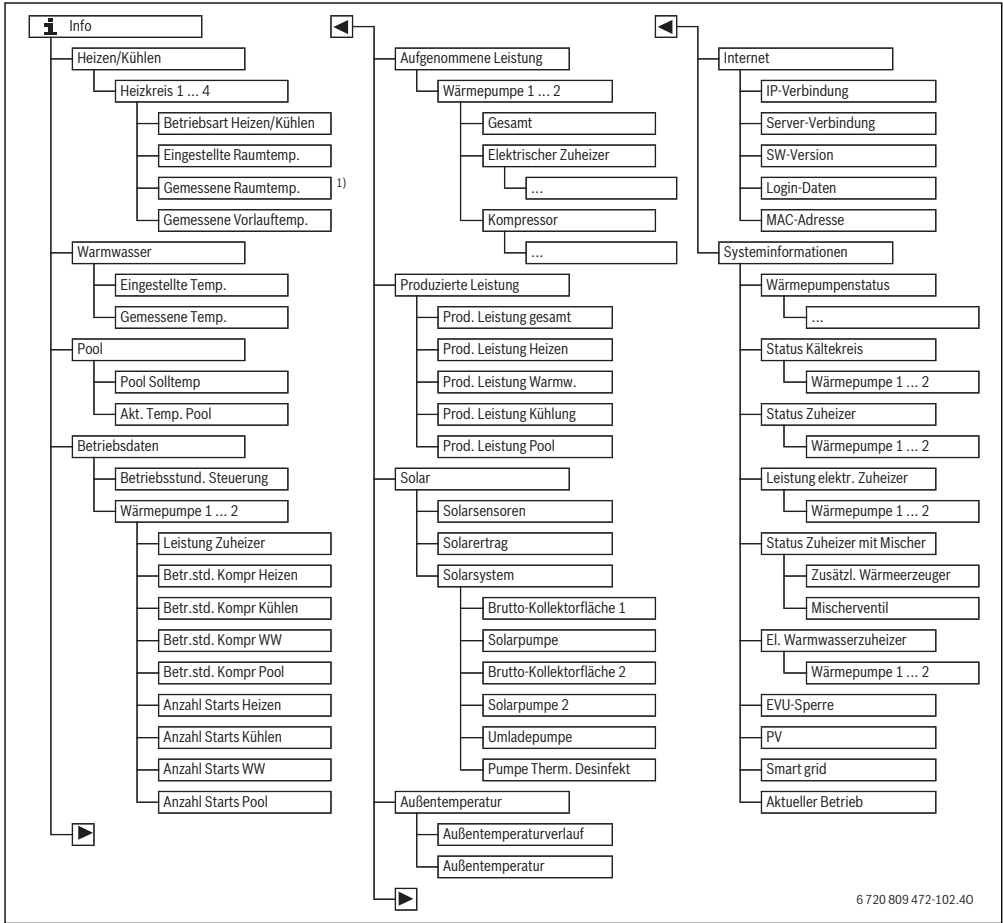 Info
Heizen/Kühlen
Heizkreis 1 ... 4
Betriebsart Heizen/Kühlen
Eingestellte Raumtemp.
Gemessene Raumtemp. 1)
Gemessene Vorlauftemp.
Warmwasser
Eingestellte Temp.
Gemessene Temp.
Pool
Pool Solltemp
Akt. Temp. Pool
Betriebsdaten
Betriebsstund. Steuerung
Wärmepumpe 1 ... 2
Leistung Zuheizer
Betr.std. Kompr Heizen
Betr.std. Kompr Kühlen
Betr.std. Kompr WW
Betr.std. Kompr Pool
Anzahl Starts Heizen
Anzahl Starts Kühlen
Anzahl Starts WW
Anzahl Starts Pool
Aufgenommene Leistung
Wärmepumpe 1 ... 2
Gesamt
Elektrischer Zuheizer
...
Kompressor
...
Produzierte Leistung
Prod. Leistung gesamt
Prod. Leistung Heizen
Prod. Leistung Warmw.
Prod. Leistung Kühlung
Prod. Leistung Pool
Solar
Solarsensoren
Solarertrag
Solarsystem
Brutto-Kollektorfläche 1
Solarpumpe
Brutto-Kollektorfläche 2
Solarpumpe 2
Umladepumpe
Pumpe Therm. Desinfekt
Außentemperatur
Außentemperaturverlauf
Außentemperatur
Internet
IP-Verbindung
Server-Verbindung
SW-Version
Login-Daten
MAC-Adresse
Systeminformationen
Wärmepumpenstatus
...
Status Kältekreis
Wärmepumpe 1 ... 2
Status Zuheizer
Wärmepumpe 1 ... 2
Leistung elektr. Zuheizer
Wärmepumpe 1 ... 2
Status Zuheizer mit Mischer
Zusätzl. Wärmeerzeuger
Mischerventil
El. Warmwasserzuheizer
Wärmepumpe 1 ... 2
EVU-Sperre
PV
Smart grid
Aktueller Betrieb
6 720 809 472-102.4O